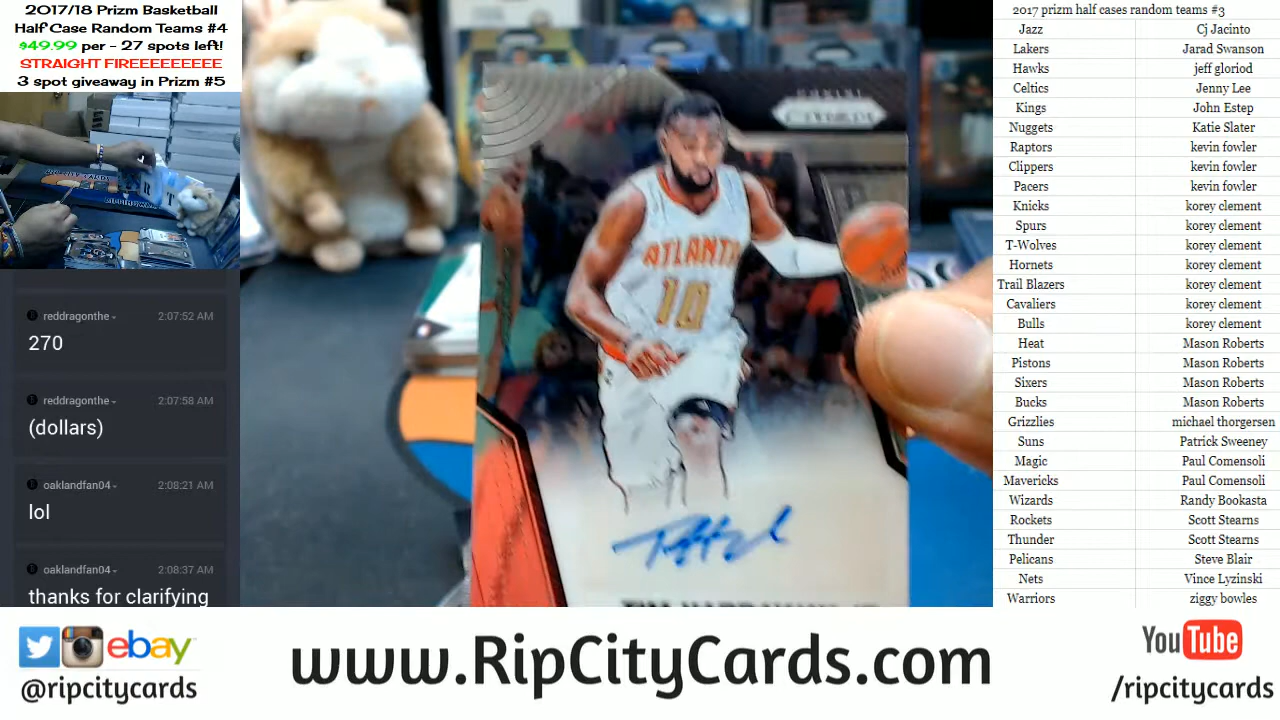 2017/18 Prizm Basketball
Half Case Random Teams #4
$49.99 per - 27 spots left!
STRAIGHT FIREEEEEEEEE
3 spot giveaway in Prizm #5
reddragonthe
2:07:52 AM
270
reddragonthe
2:07:58 AM
(dollars)
oaklandfan04
2:08:21 AM
lol
oaklandfan04
2:08:37 AM
thanks for clarifying
PANINI
PRIZM
ATLANTA
10
2017 prizm half cases random teams #3
Jazz Cj Jacinto
Lakers Jarad Swanson
Hawks jeff gloriod
Celtics Jenny Lee
Kings John Estep
Nuggets Katie Slater
Raptors kevin fowler
Clippers kevin fowler
Pacers kevin fowler
Knicks korey clement
Spurs korey clement
T-Wolves korey clement
Hornets korey clement
Trail Blazers korey clement
Cavaliers korey clement
Bulls korey clement
Heat Mason Roberts
Pistons Mason Roberts
Sixers Mason Roberts
Bucks Mason Roberts
Grizzlies michael thorgersen
Suns Patrick Sweeney
Magic Paul Comensoli
Mavericks Paul Comensoli
Wizards Randy Bookasta
Rockets Scott Stearns
Thunder Scott Stearns
Pelicans Steve Blair
Nets Vince Lyzinski
Warriors ziggy bowles
ebay
@ripcitycards
www.RipCityCards.com
YouTube
/ripcitycards